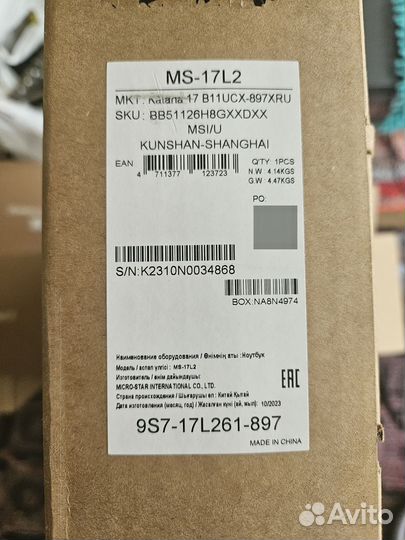 MS-17L2
MKT: Katana 17 B11UCX-897XRU
SKU: BB51126H8GXXDXX
MSI/U
KUNSHAN-SHANGHAI
EAN
4 711377 123723
Q'TY: 1PCS
N.W: 4.14KGS
G.W: 4.47KGS
PO:
S/N:K2310N0034868
BOX:NA8N4974
Наименование оборудования / Өнімнің аты : Ноутбук
Модель / аспап үлгісі : MS-17L2
Изготовитель / өнім дайындаушы:
MICRO-STAR INTERNATIONAL CO., LTD.
Страна происхождения / Шығарушы ел : Китай Қытай
Дата изготовления (месяц, год) / Жасалған күні (ай, жыл): 10/2023
EAC
9S7-17L261-897
MADE IN CHINA
Avito